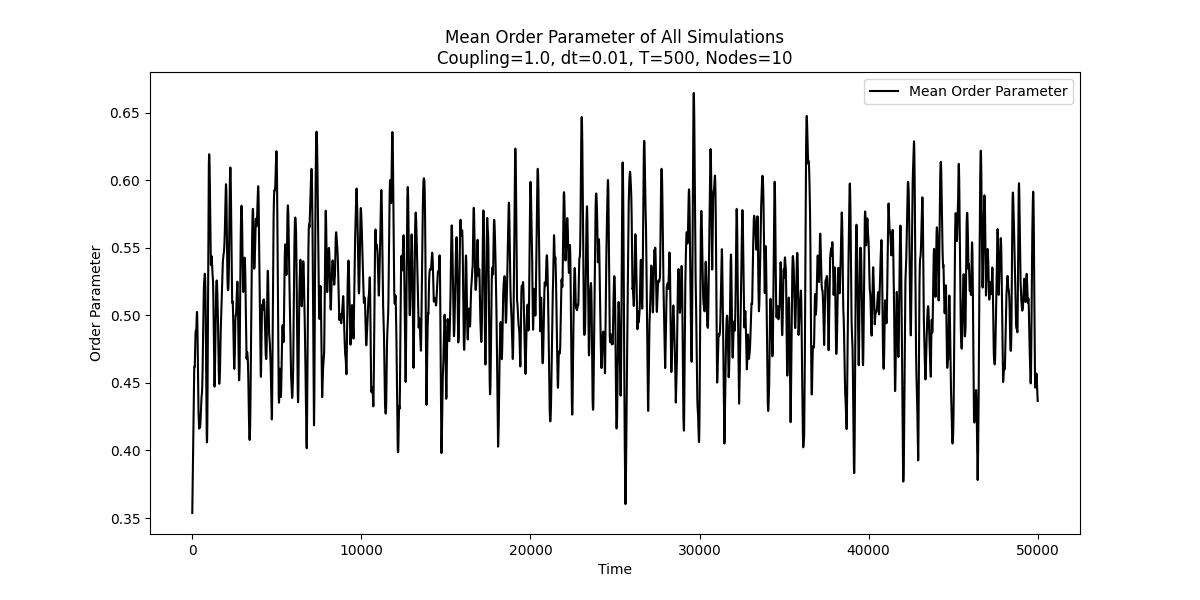 Mean Order Parameter of All Simulations
Coupling=1.0, dt=0.01, T=500, Nodes=10
Mean Order Parameter
0.65
0.60
0.55
0.50
0.45
0.40
0.35
Order Parameter
0
10000
20000
30000
40000
50000
Time